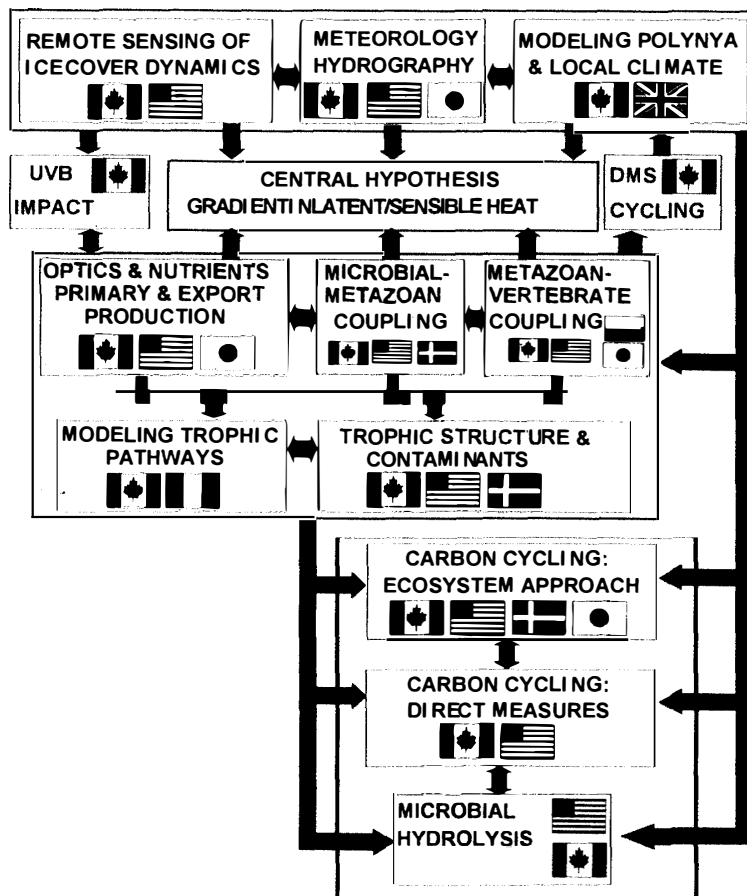 REMOTE SENSING OF
ICECOVER DYNAMICS
METEOROLOGY
HYDROGRAPHY
MODELING POLYNYA
& LOCAL CLIMATE
UVB
IMPACT
CENTRAL HYPOTHESIS
GRADIENT INLATENT/SENSIBLE HEAT
DMS
CYCLING
OPTICS & NUTRIENTS
PRIMARY & EXPORT
PRODUCTION
MICROBIAL-
METAZOAN
COUPLING
METAZOAN-
VERTEBRATE
COUPLING
MODELING TROPHIC
PATHWAYS
TROPHIC STRUCTURE &
CONTAMINANTS
CARBON CYCLING:
ECOSYSTEM APPROACH
CARBON CYCLING:
DIRECT MEASURES
MICROBIAL
HYDROLYSIS